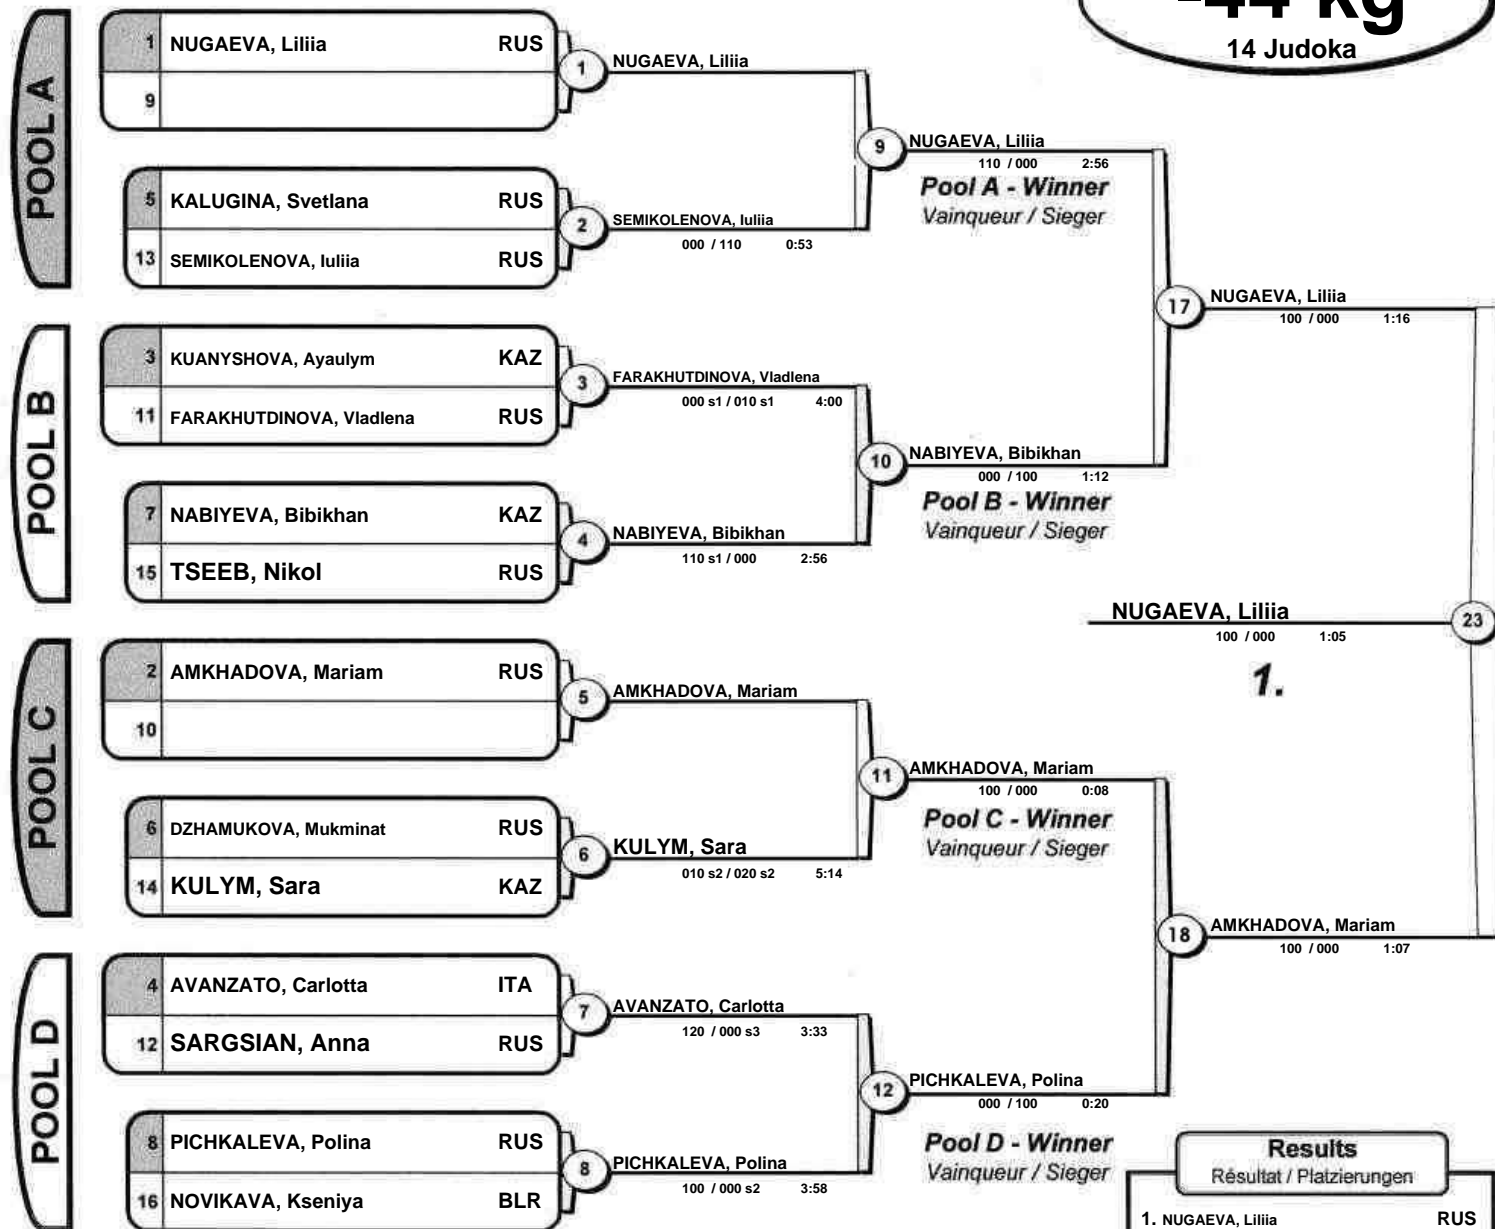 -44 kg
14 Judoka
POOL A
1 NUGAEVA, Liliia RUS
9
1 NUGAEVA, Liliia
5 KALUGINA, Svetlana RUS
13 SEMIKOLENOVA, Iuliia RUS
2 SEMIKOLENOVA, Iuliia
000 / 110 0:53
9 NUGAEVA, Liliia
110 / 000 2:56
Pool A - Winner
Vainqueur / Sieger
POOL B
3 KUANYSHOVA, Ayaulym KAZ
11 FARAKHUTDINOVA, Vladlena RUS
3 FARAKHUTDINOVA, Vladlena
000 s1 / 010 s1 4:00
7 NABIYEVA, Bibikhan KAZ
15 TSEEB, Nikol RUS
4 NABIYEVA, Bibikhan
110 s1 / 000 2:56
10 NABIYEVA, Bibikhan
000 / 100 1:12
Pool B - Winner
Vainqueur / Sieger
17 NUGAEVA, Liliia
100 / 000 1:16
NUGAEVA, Liliia 23
100 / 000 1:05
1.
POOL C
2 AMKHADOVA, Mariam RUS
10
5 AMKHADOVA, Mariam
6 DZHAMUKOVA, Mukminat RUS
14 KULYM, Sara KAZ
6 KULYM, Sara
010 s2 / 020 s2 5:14
11 AMKHADOVA, Mariam
100 / 000 0:08
Pool C - Winner
Vainqueur / Sieger
18 AMKHADOVA, Mariam
100 / 000 1:07
POOL D
4 AVANZATO, Carlotta ITA
12 SARGSIAN, Anna RUS
7 AVANZATO, Carlotta
120 / 000 s3 3:33
8 PICHKALEVA, Polina RUS
16 NOVIKAVA, Kseniya BLR
8 PICHKALEVA, Polina
100 / 000 s2 3:58
12 PICHKALEVA, Polina
000 / 100 0:20
Pool D - Winner
Vainqueur / Sieger
Results
Résultat / Platzierungen
1. NUGAEVA, Liliia RUS